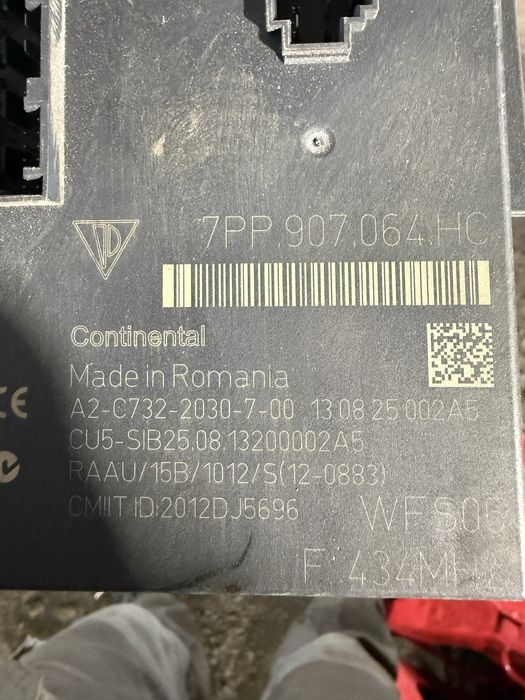 7PP.907.064.HC
Continental
Made in Romania
A2-C732-2030-7-00 13 08 25 002A5
CU5-SIB25.08.13200002A5
RAAU/15B/1012/S(12-0883)
CMIIT ID:2012DJ5696
WFS05
F 434MHz
CE